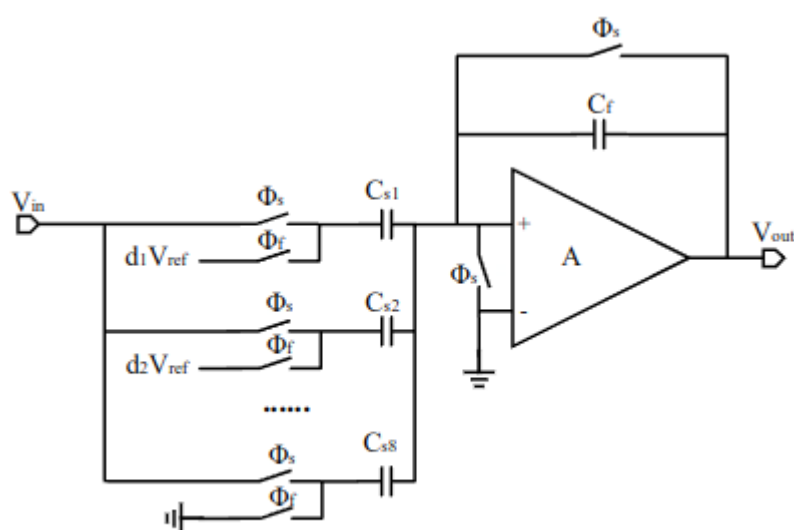 Φs
Cf
Vin
Φs
Cs1
+
Vout
d1Vref
Φf
Φs
A
Φs
Cs2
-
d2Vref
Φf
......
Φs
Cs8
Φf